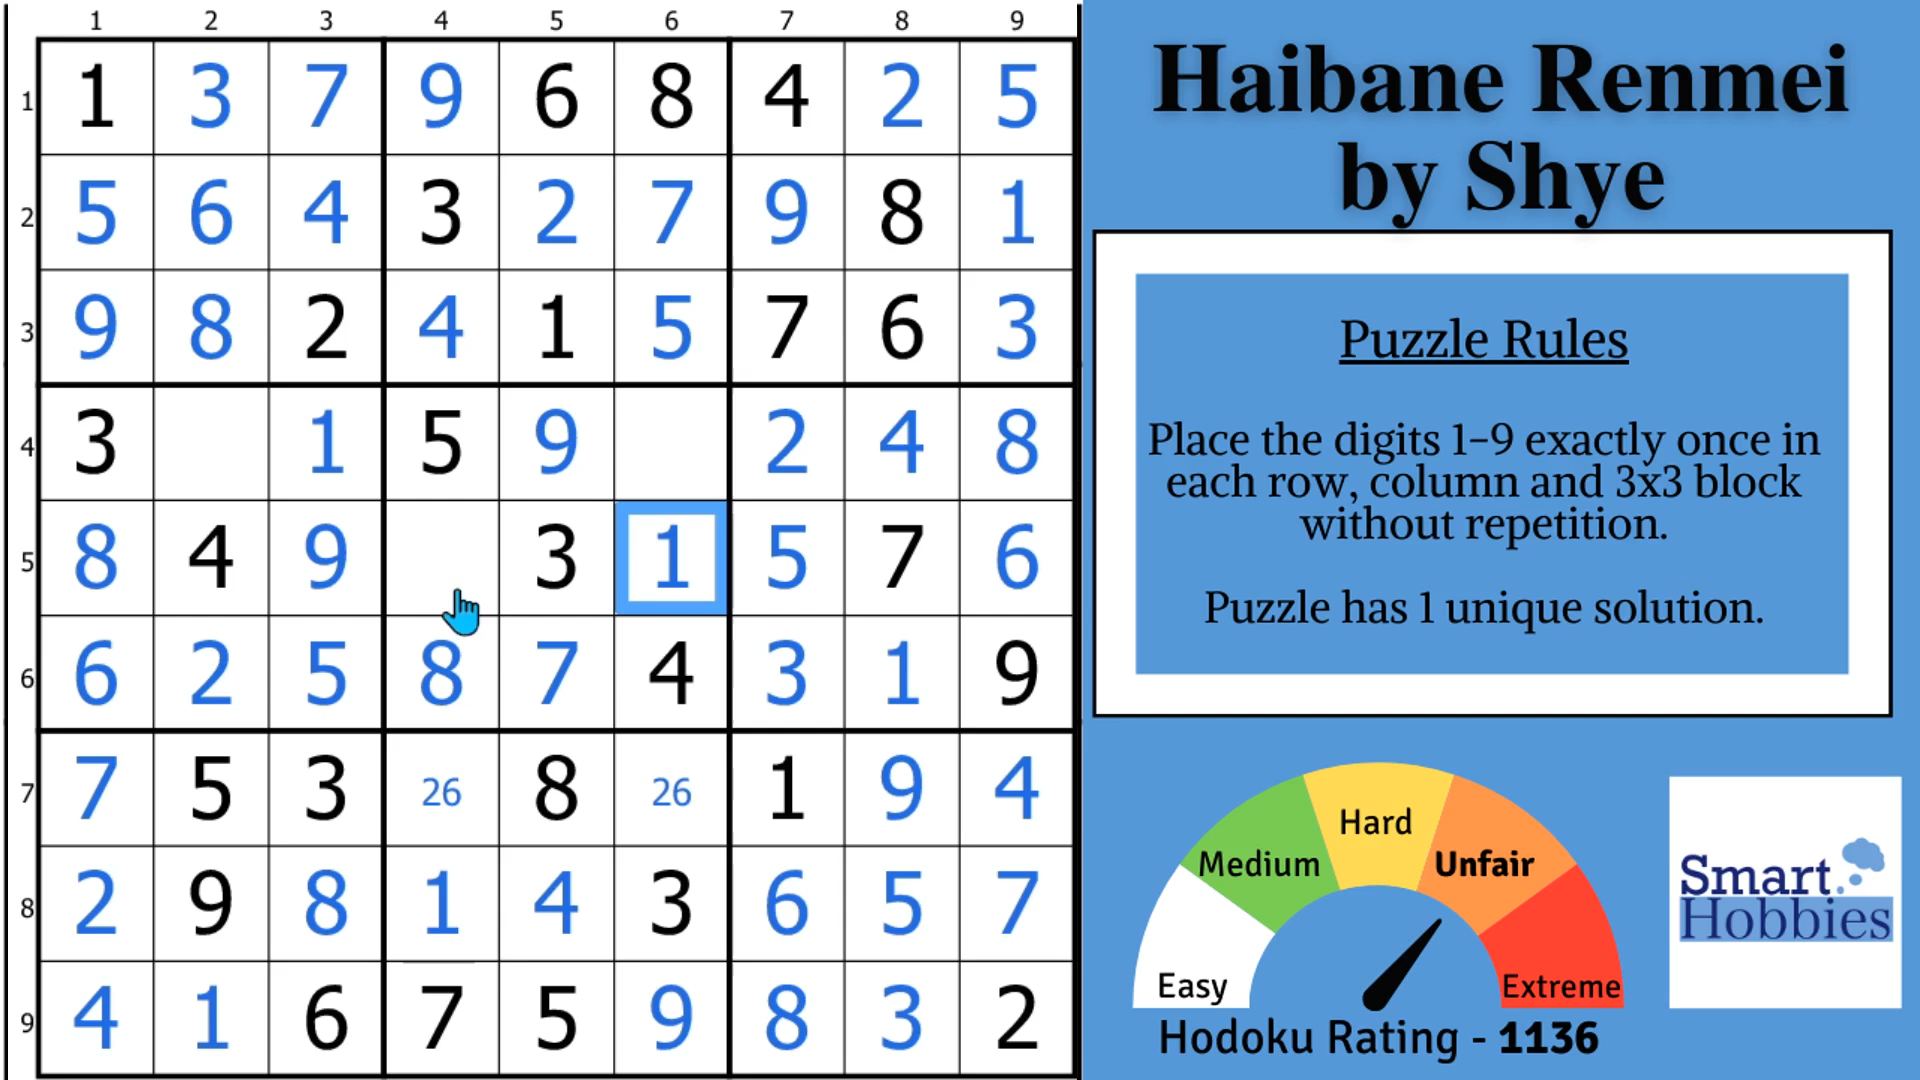 1 2 3 4 5 6 7 8 9
1 1 3 7 9 6 8 4 2 5
2 5 6 4 3 2 7 9 8 1
3 9 8 2 4 1 5 7 6 3
4 3 1 5 9 2 4 8
5 8 4 9 3 1 5 7 6
6 6 2 5 8 7 4 3 1 9
7 7 5 3 26 8 26 1 9 4
8 2 9 8 1 4 3 6 5 7
9 4 1 6 7 5 9 8 3 2
Haibane Renmei
by Shye
Puzzle Rules
Place the digits 1-9 exactly once in
each row, column and 3x3 block
without repetition.
Puzzle has 1 unique solution.
Easy
Medium
Hard
Unfair
Extreme
Hodoku Rating - 1136
Smart
Hobbies